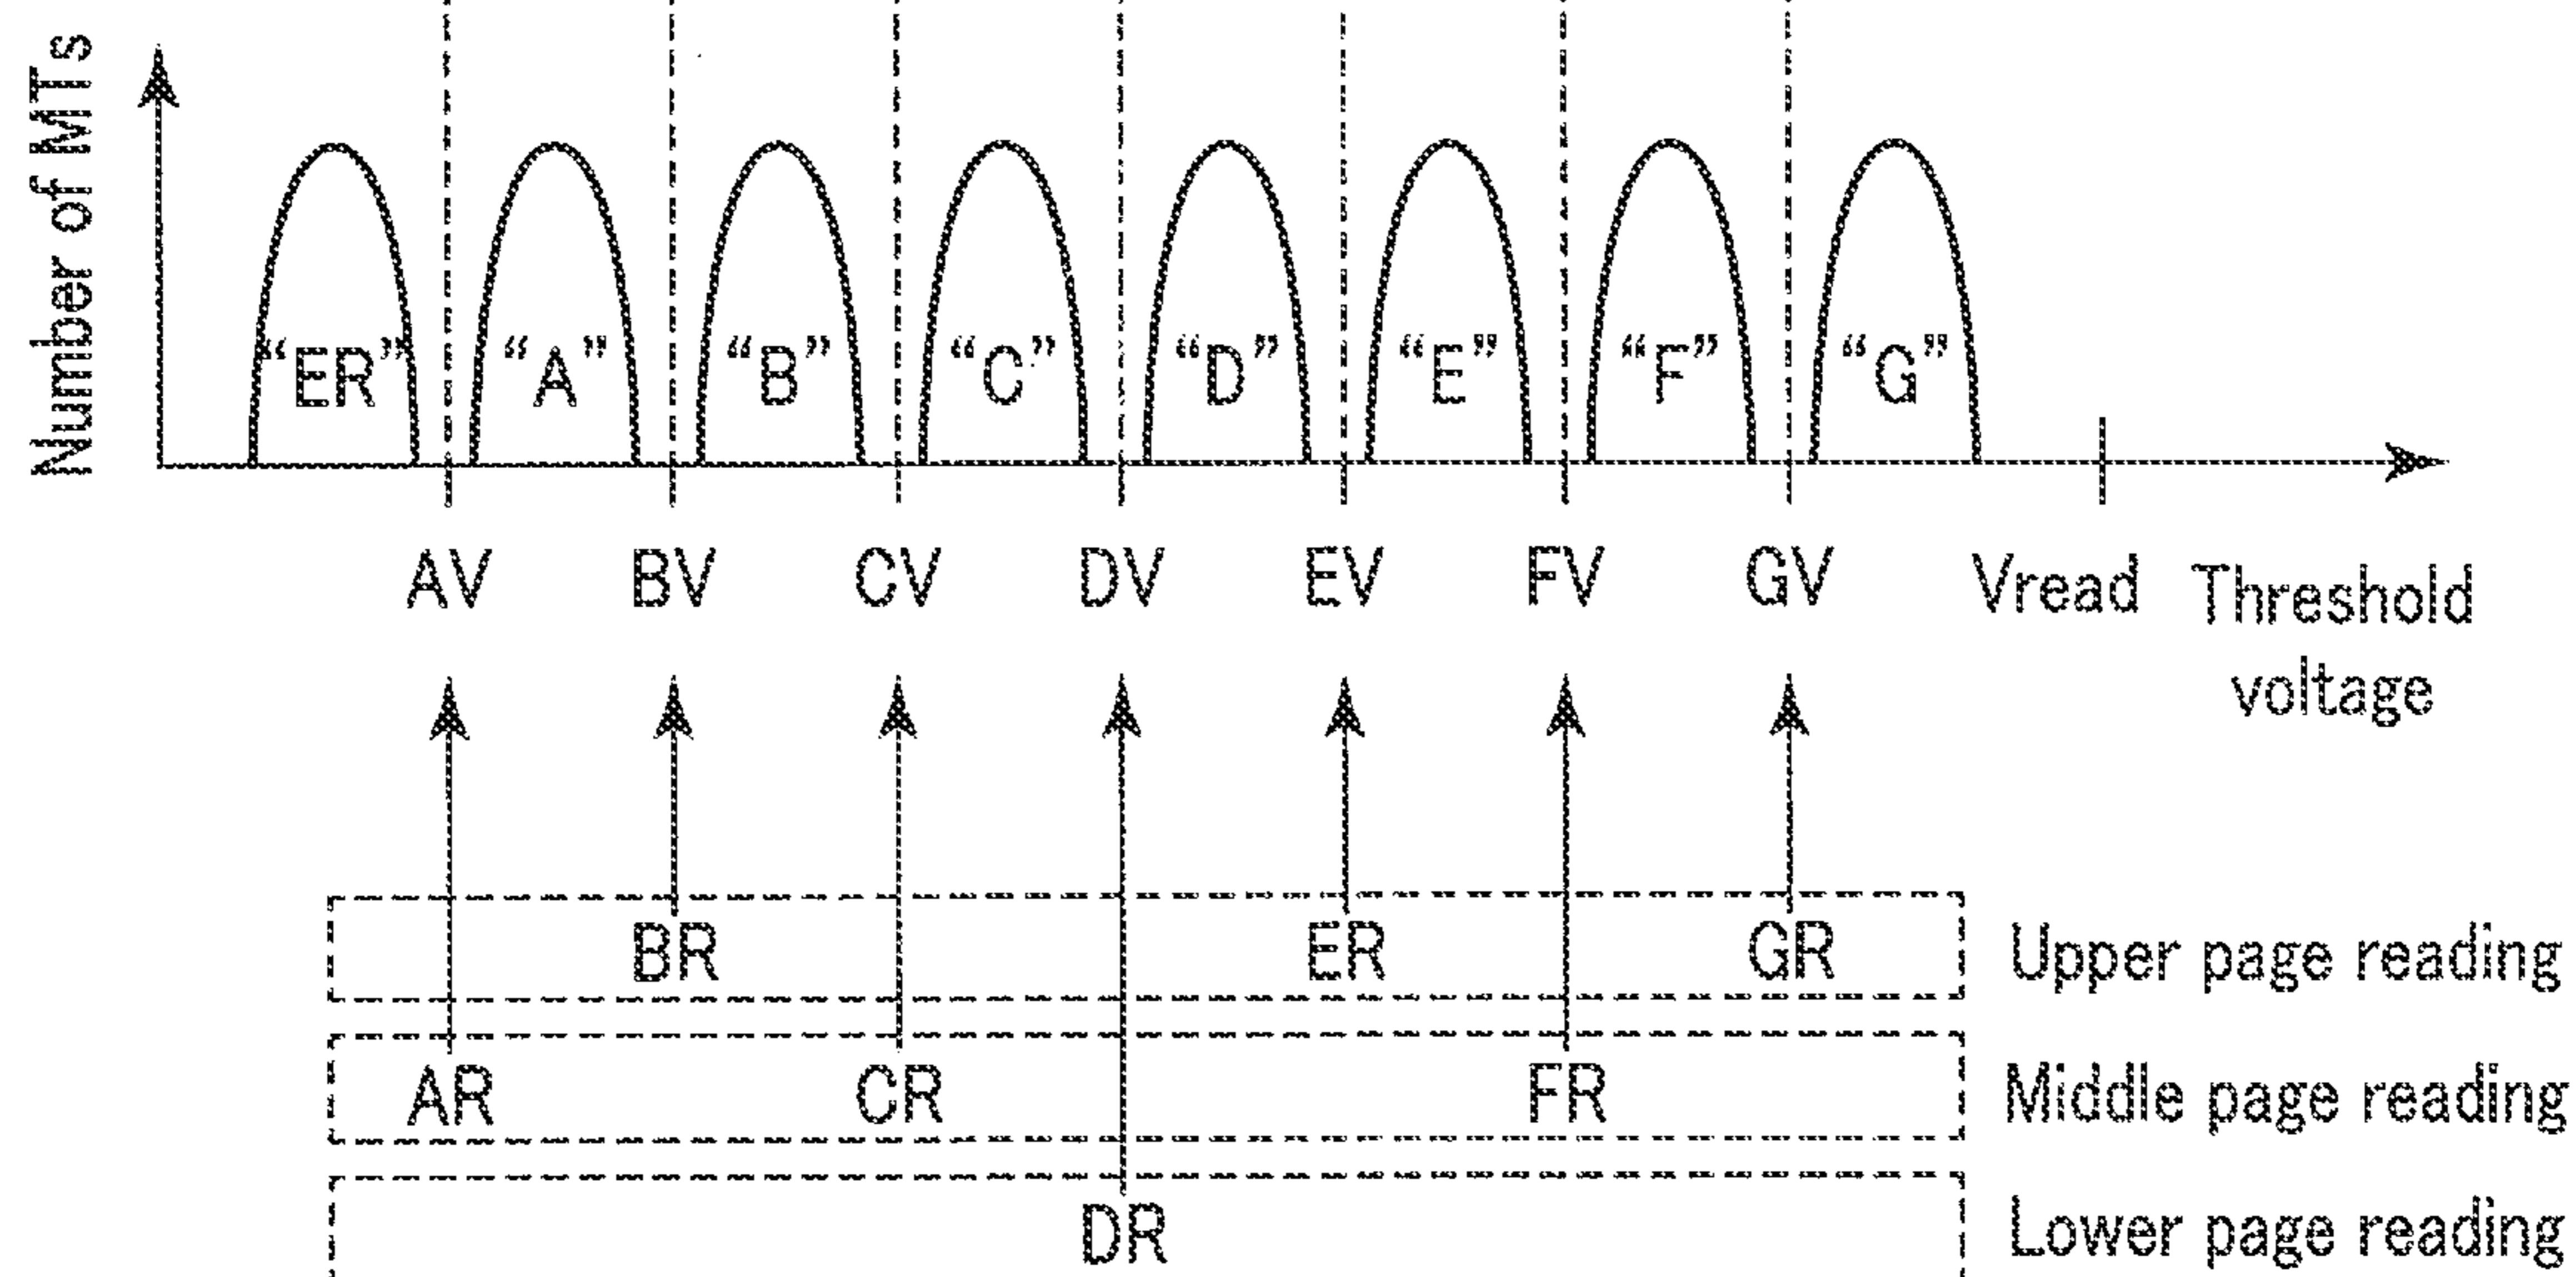 Number of MTs
“ER” “A” “B” “C” “D” “E” “F” “G”
AV BV CV DV EV FV GV Vread Threshold
voltage
BR ER GR Upper page reading
AR CR FR Middle page reading
DR Lower page reading